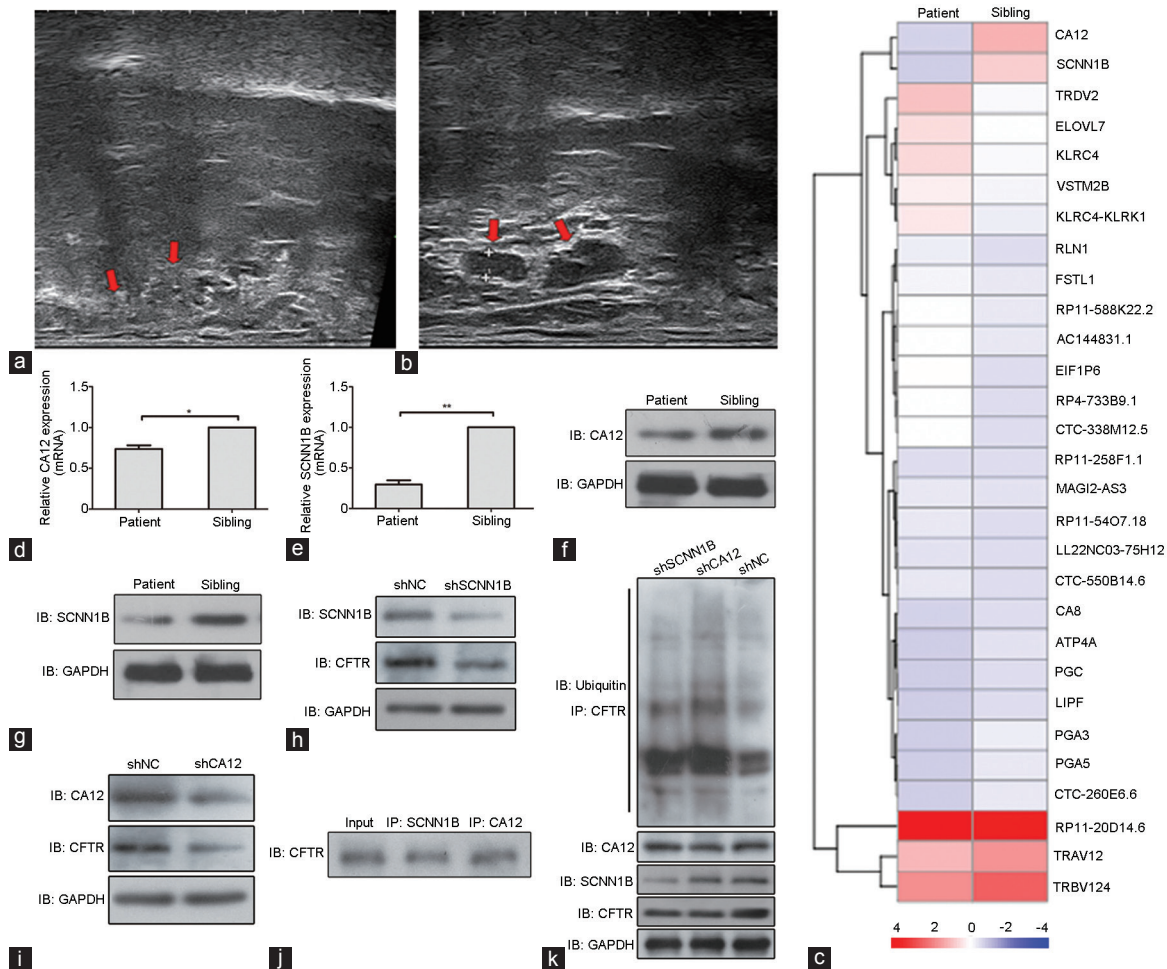 a
b
Patient Sibling
CA12
SCNN1B
TRDV2
ELOVL7
KLRC4
VSTM2B
KLRC4-KLRK1
RLN1
FSTL1
RP11-588K22.2
AC144831.1
EIF1P6
RP4-733B9.1
CTC-338M12.5
RP11-258F1.1
MAGI2-AS3
RP11-54O7.18
LL22NC03-75H12
CTC-550B14.6
CA8
ATP4A
PGC
LIPF
PGA3
PGA5
CTC-260E6.6
RP11-20D14.6
TRAV12
TRBV124
4 2 0 -2 -4
c
Relative CA12 expression
(mRNA)
1.5
1.0
0.5
0
*
Patient Sibling
d
Relative SCNN1B expression
(mRNA)
1.5
1.0
0.5
0
**
Patient Sibling
e
Patient Sibling
IB: CA12
IB: GAPDH
f
Patient Sibling
IB: SCNN1B
IB: GAPDH
g
shNC shSCNN1B
IB: SCNN1B
IB: CFTR
IB: GAPDH
h
shNC shCA12
IB: CA12
IB: CFTR
IB: GAPDH
i
Input IP: SCNN1B IP: CA12
IB: CFTR
j
shSCNN1B shCA12 shNC
IB: Ubiquitin
IP: CFTR
IB: CA12
IB: SCNN1B
IB: CFTR
IB: GAPDH
k